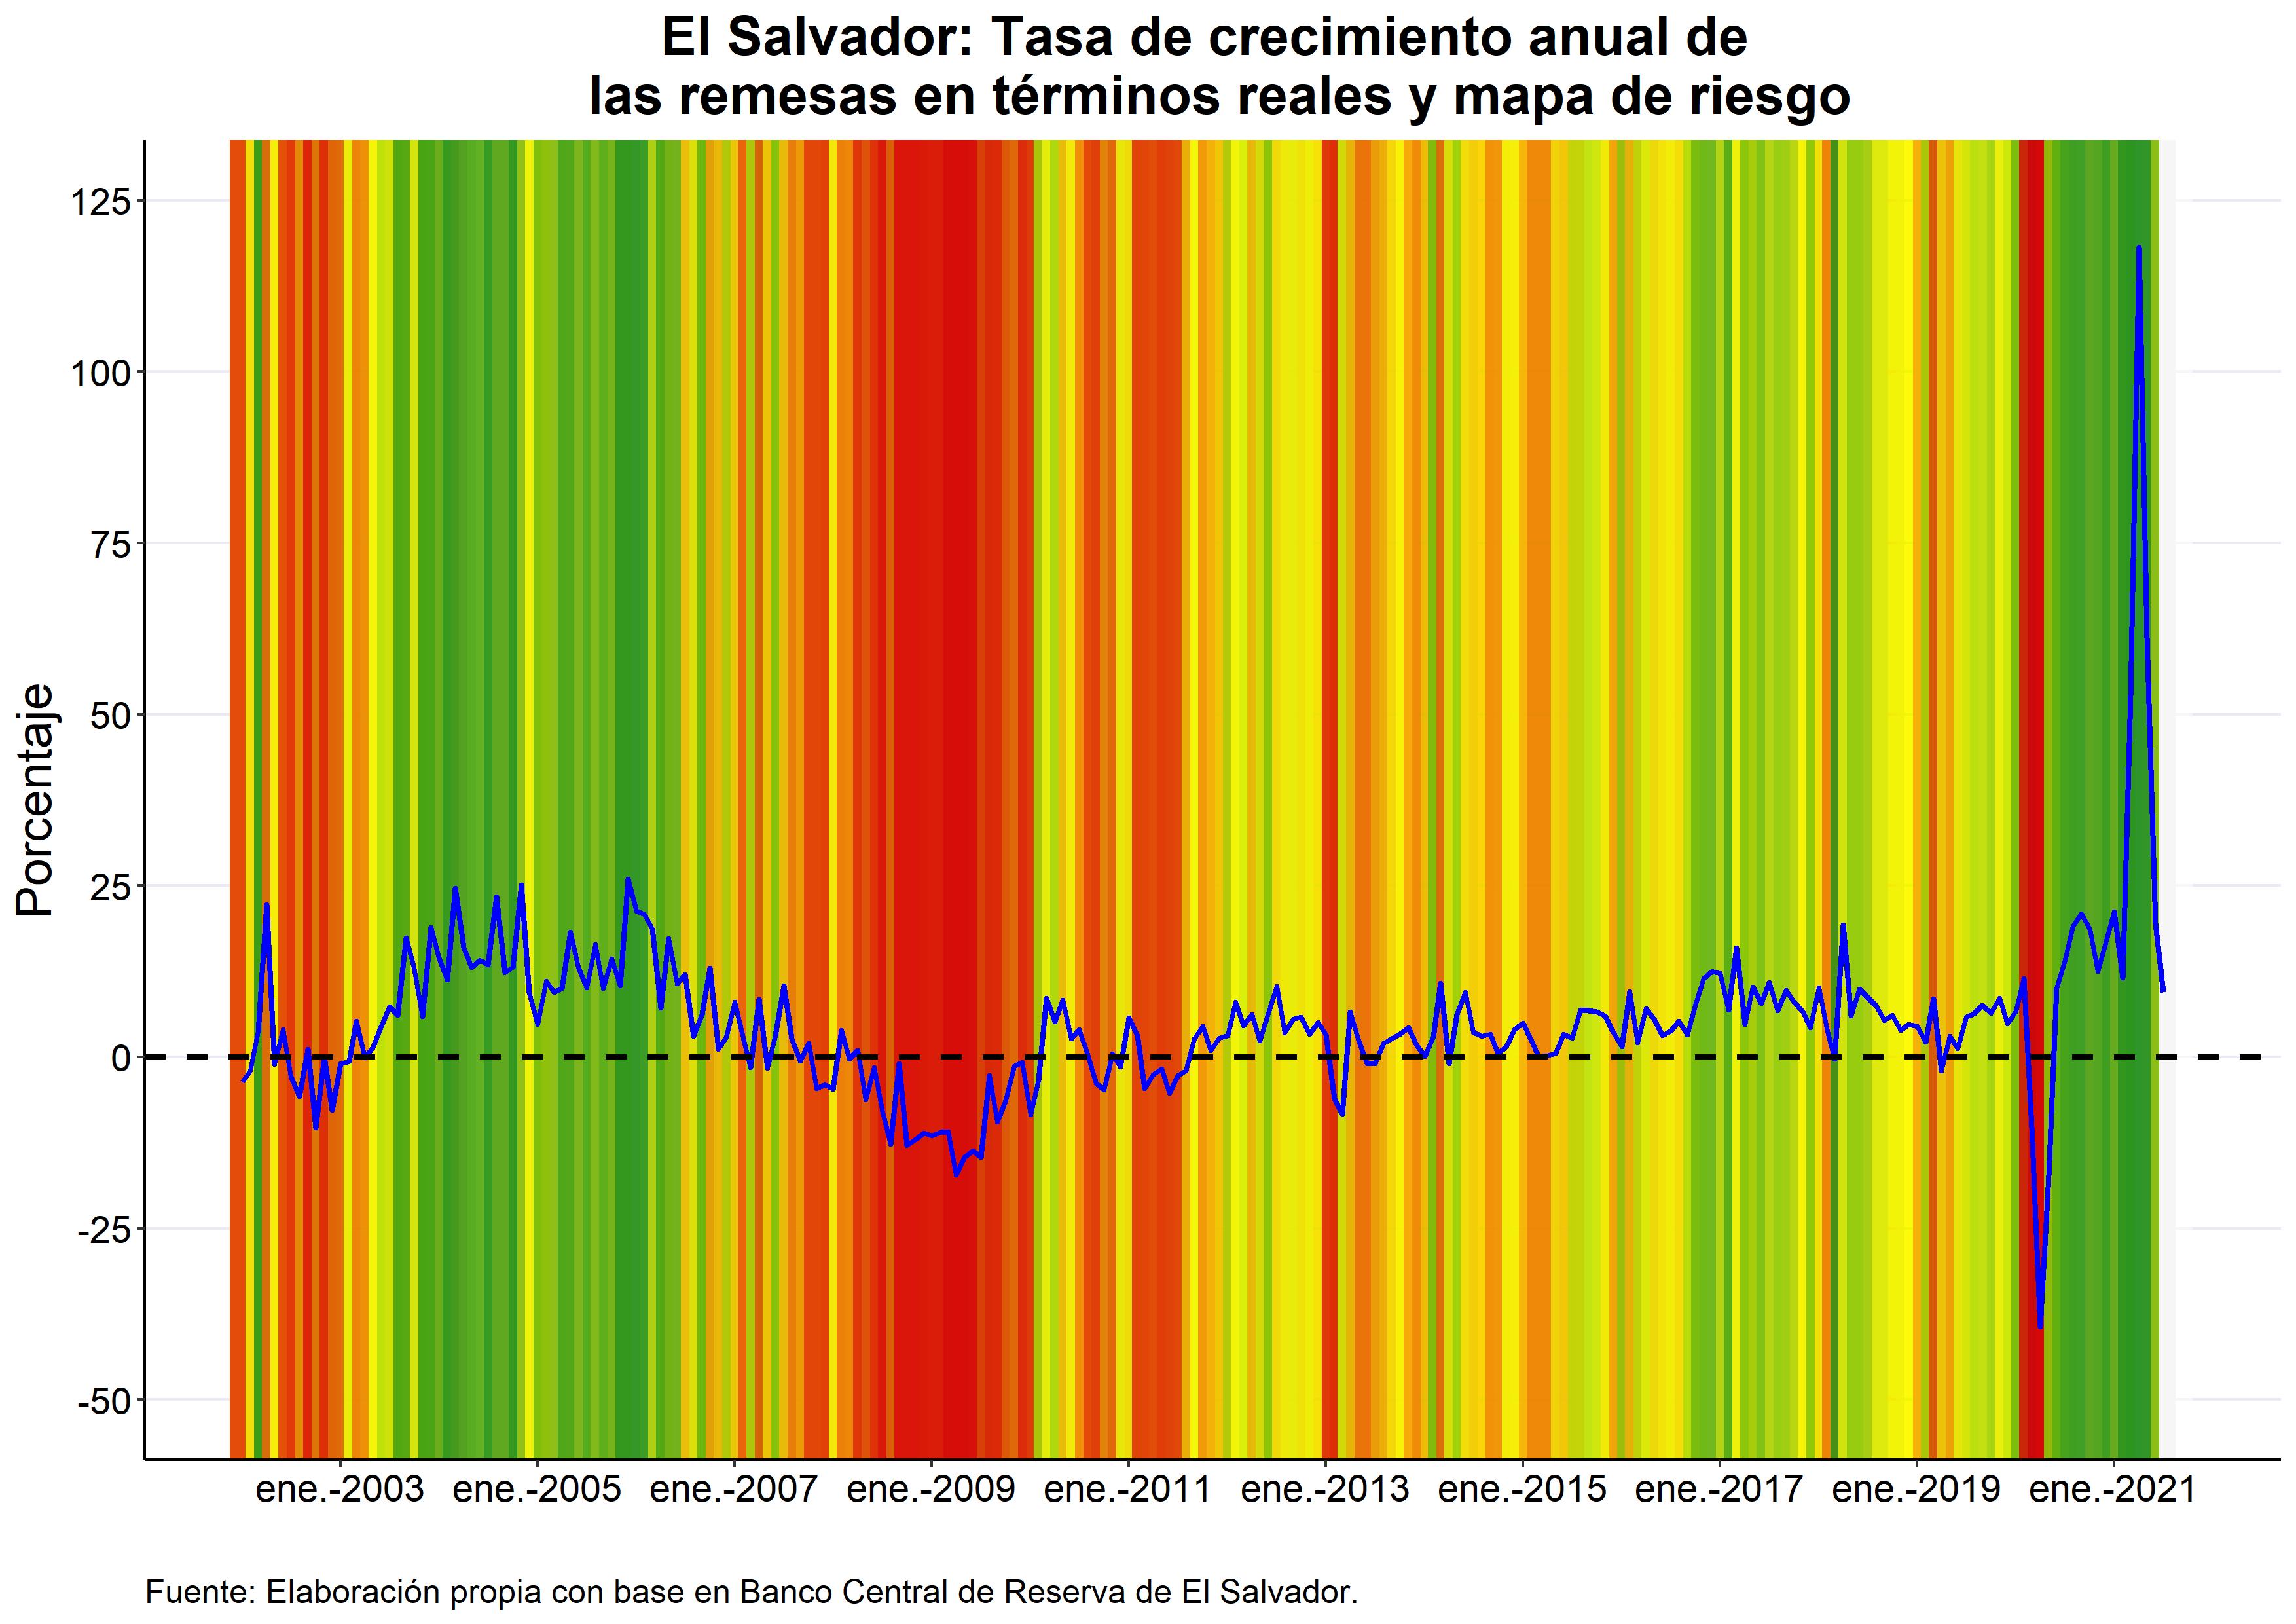 El Salvador: Tasa de crecimiento anual de
las remesas en términos reales y mapa de riesgo
Porcentaje
125
100
75
50
25
0
-25
-50
ene.-2003 ene.-2005 ene.-2007 ene.-2009 ene.-2011 ene.-2013 ene.-2015 ene.-2017 ene.-2019 ene.-2021
Fuente: Elaboración propia con base en Banco Central de Reserva de El Salvador.